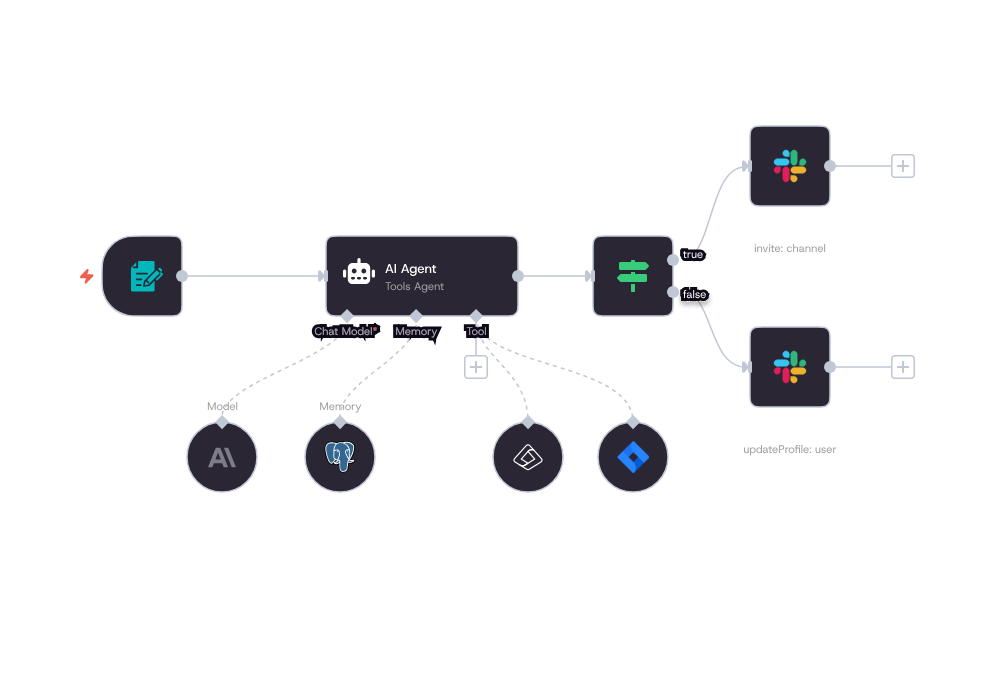 invite: channel
true
AI Agent
Tools Agent
false
Chat Model*
Memory
Tool
Model
Memory
updateProfile: user